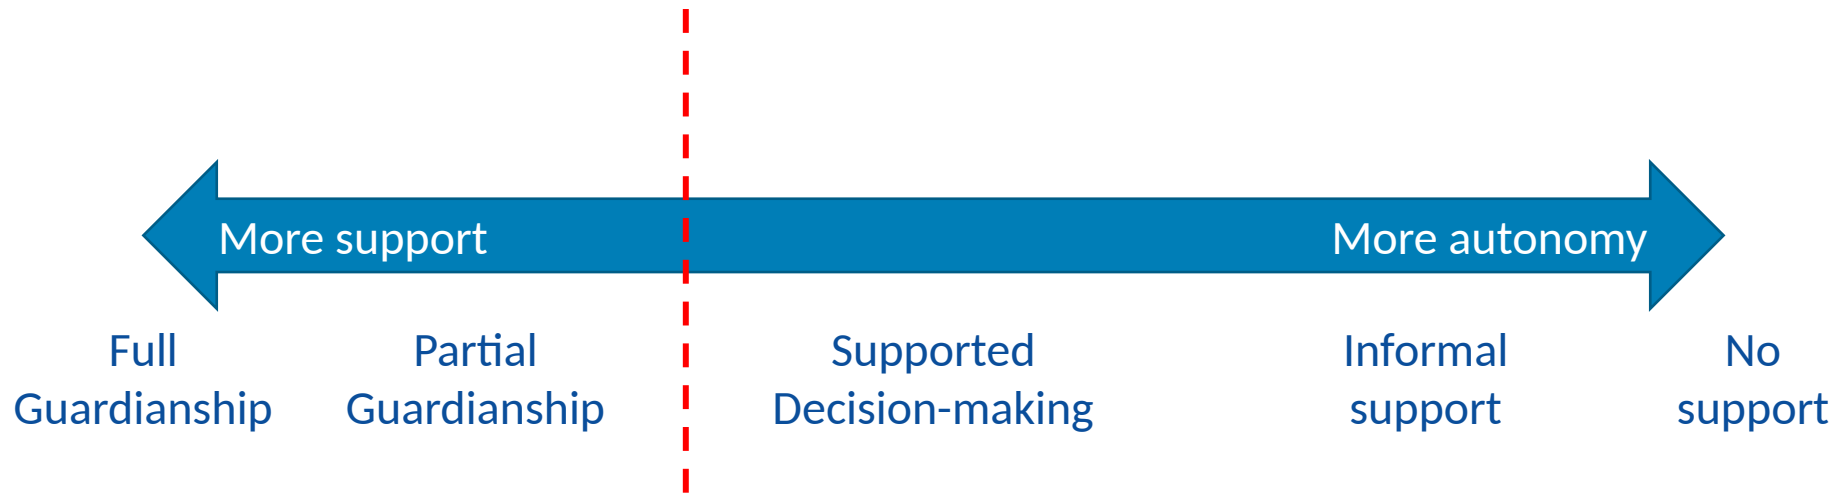 More support
More autonomy
Full
Guardianship
Partial
Guardianship
Supported
Decision-making
Informal
support
No
support